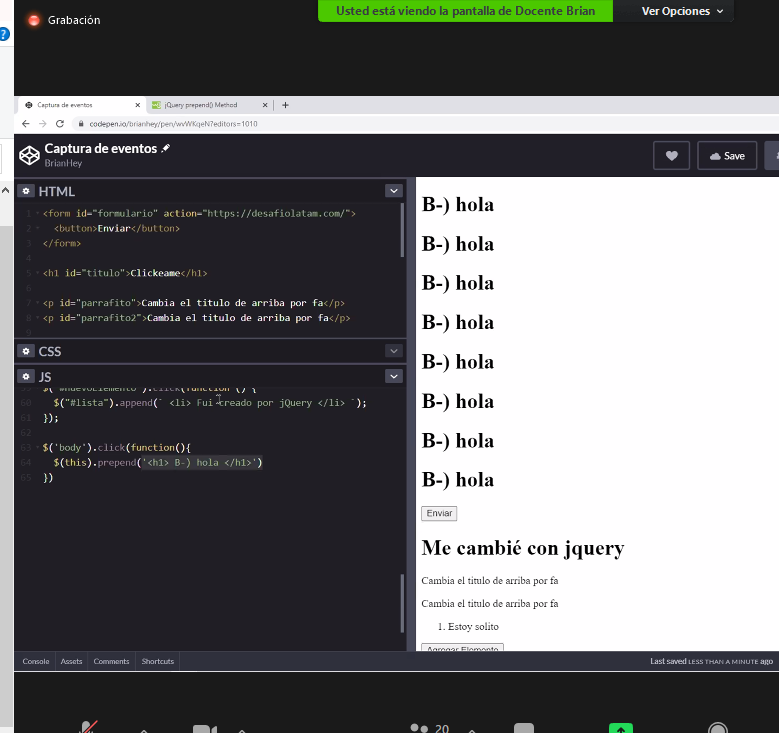 Usted está viendo la pantalla de Docente Brian
Ver Opciones
Grabación
Captura de eventos
jQuery prepend() Method
codepen.io/brianhey/pen/wvWKqeN?editors=1010
Captura de eventos
BrianHey
Save
HTML
1 <form id="formulario" action="https://desafiolatam.com/">
2 <button>Enviar</button>
3 </form>
4
5 <h1 id="titulo">Clickeame</h1>
6
7 <p id="parrafito">Cambia el titulo de arriba por fa</p>
8 <p id="parrafito2">Cambia el titulo de arriba por fa</p>
9
CSS
JS
59 $("#nuevoElemento").click(function () {
60 $("#lista").append(` <li> Fui creado por jQuery </li> `);
61 });
62
63 $('body').click(function(){
64 $(this).prepend('<h1> B-) hola </h1>')
65 })
B-) hola
B-) hola
B-) hola
B-) hola
B-) hola
B-) hola
B-) hola
B-) hola
Enviar
Me cambié con jquery
Cambia el titulo de arriba por fa
Cambia el titulo de arriba por fa
1. Estoy solito
Agregar Elemento
Console
Assets
Comments
Shortcuts
Last saved LESS THAN A MINUTE ago
20